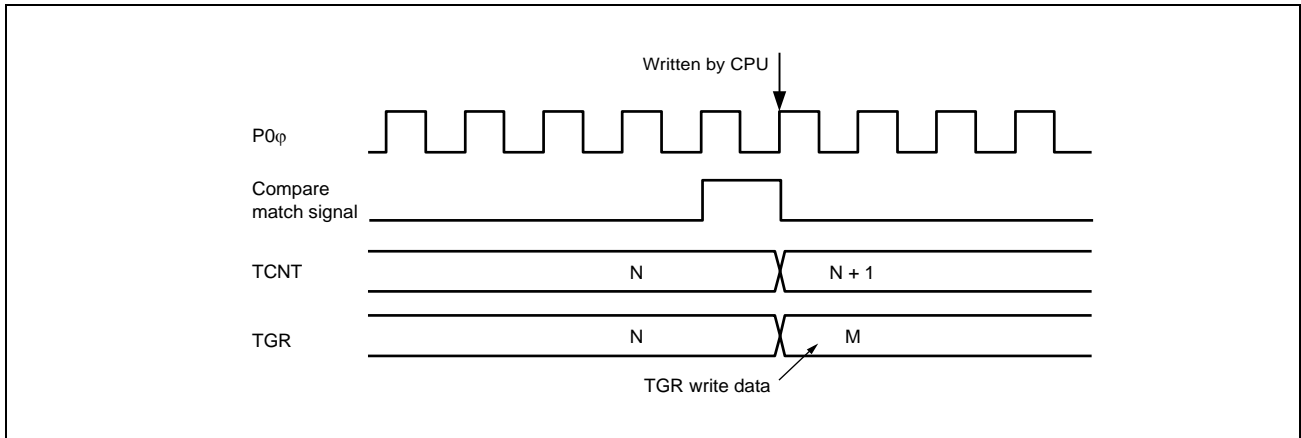 Written by CPU
P0φ
Compare
match signal
TCNT
N
N + 1
TGR
N
M
TGR write data